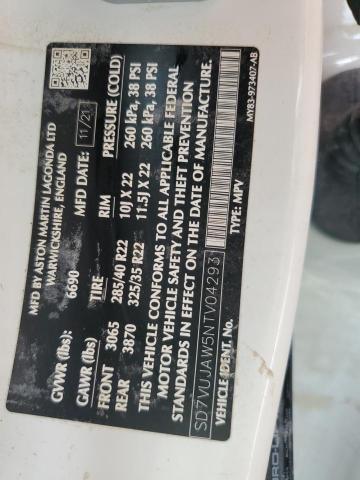 MFD BY ASTON MARTIN LAGONDA LTD
WARWICKSHIRE, ENGLAND
GVWR (lbs): 6690 MFD DATE: 11/21
GAWR (lbs) TIRE RIM PRESSURE (COLD)
FRONT 3065 285/40 R22 10J X 22 260 kPa, 38 PSI
REAR 3870 325/35 R22 11.5J X 22 260 kPa, 38 PSI
THIS VEHICLE CONFORMS TO ALL APPLICABLE FEDERAL
MOTOR VEHICLE SAFETY AND THEFT PREVENTION
STANDARDS IN EFFECT ON THE DATE OF MANUFACTURE.
SD7VUJAW5NTV04293
VEHICLE IDENT. No. TYPE: MPV
MY83-973407-AB